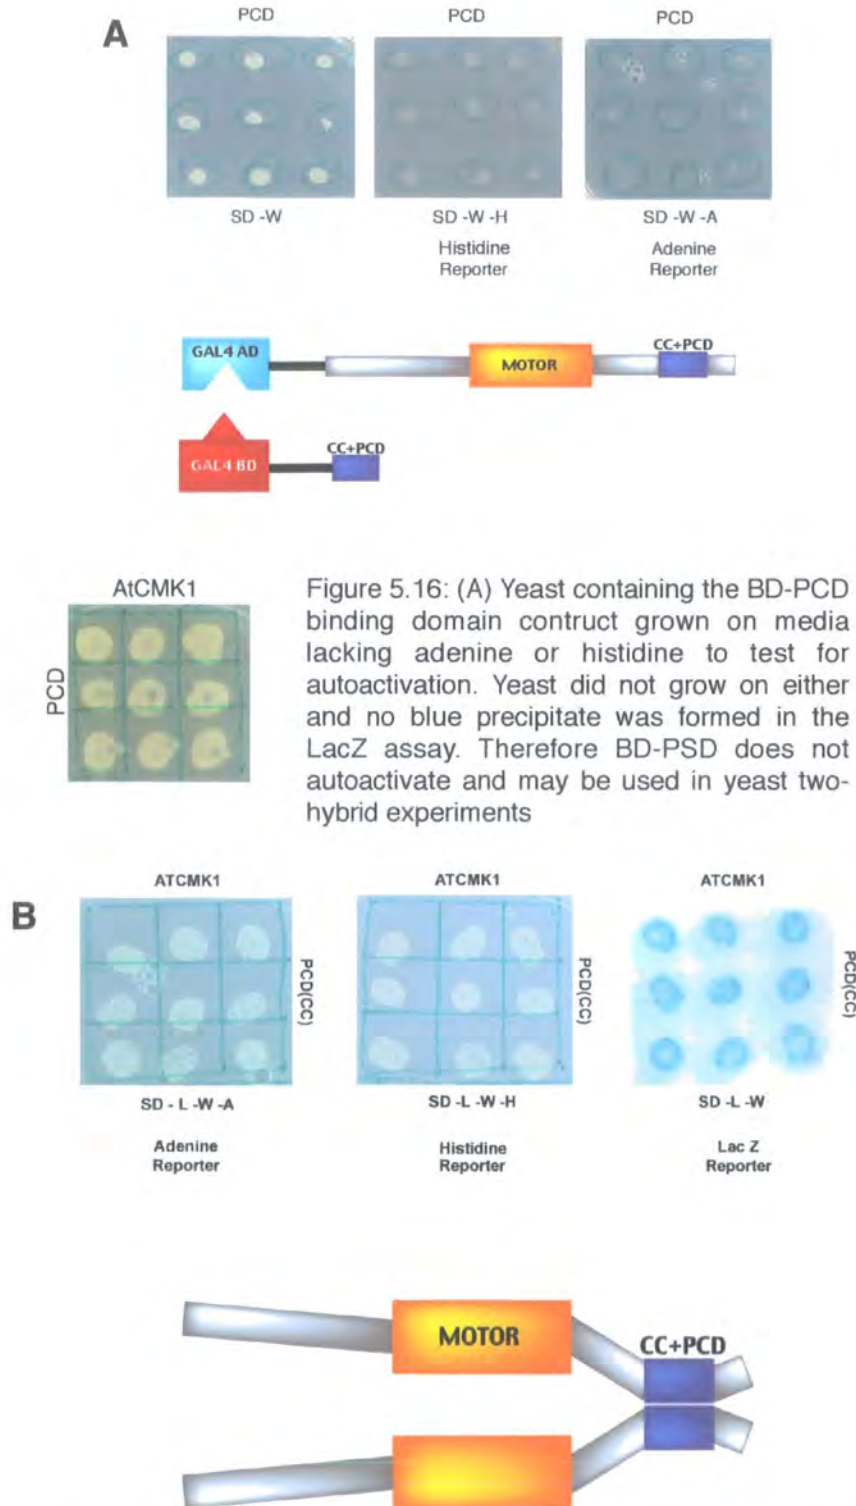 A
PCD PCD PCD
SD -W SD -W -H SD -W -A
Histidine Reporter Adenine Reporter
GAL4 AD
MOTOR
CC+PCD
GAL4 BD
CC+PCD
AtCMK1
PCD
Figure 5.16: (A) Yeast containing the BD-PCD
binding domain contruct grown on media
lacking adenine or histidine to test for
autoactivation. Yeast did not grow on either
and no blue precipitate was formed in the
LacZ assay. Therefore BD-PSD does not
autoactivate and may be used in yeast two-
hybrid experiments
B
ATCMK1 ATCMK1 ATCMK1
PCD(CC) PCD(CC) PCD(CC)
SD - L -W -A SD -L -W -H SD -L -W
Adenine Reporter Histidine Reporter Lac Z Reporter
MOTOR
CC+PCD